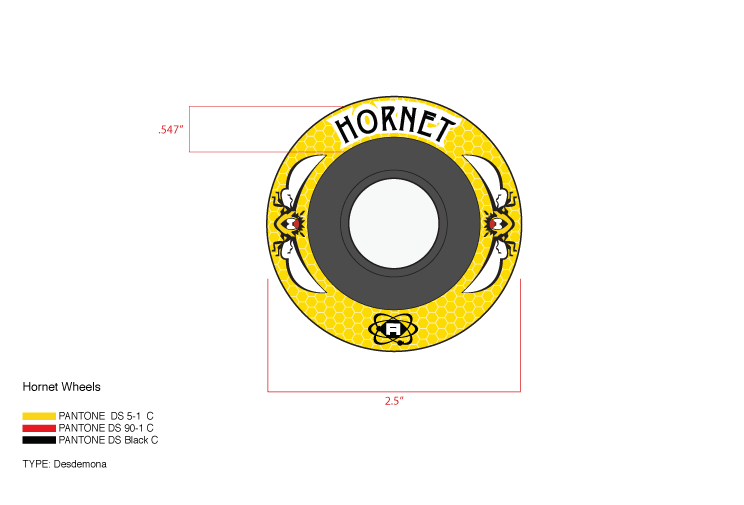 HORNET
.547"
A
2.5"
Hornet Wheels
PANTONE DS 5-1 C
PANTONE DS 90-1 C
PANTONE DS Black C
TYPE: Desdemona